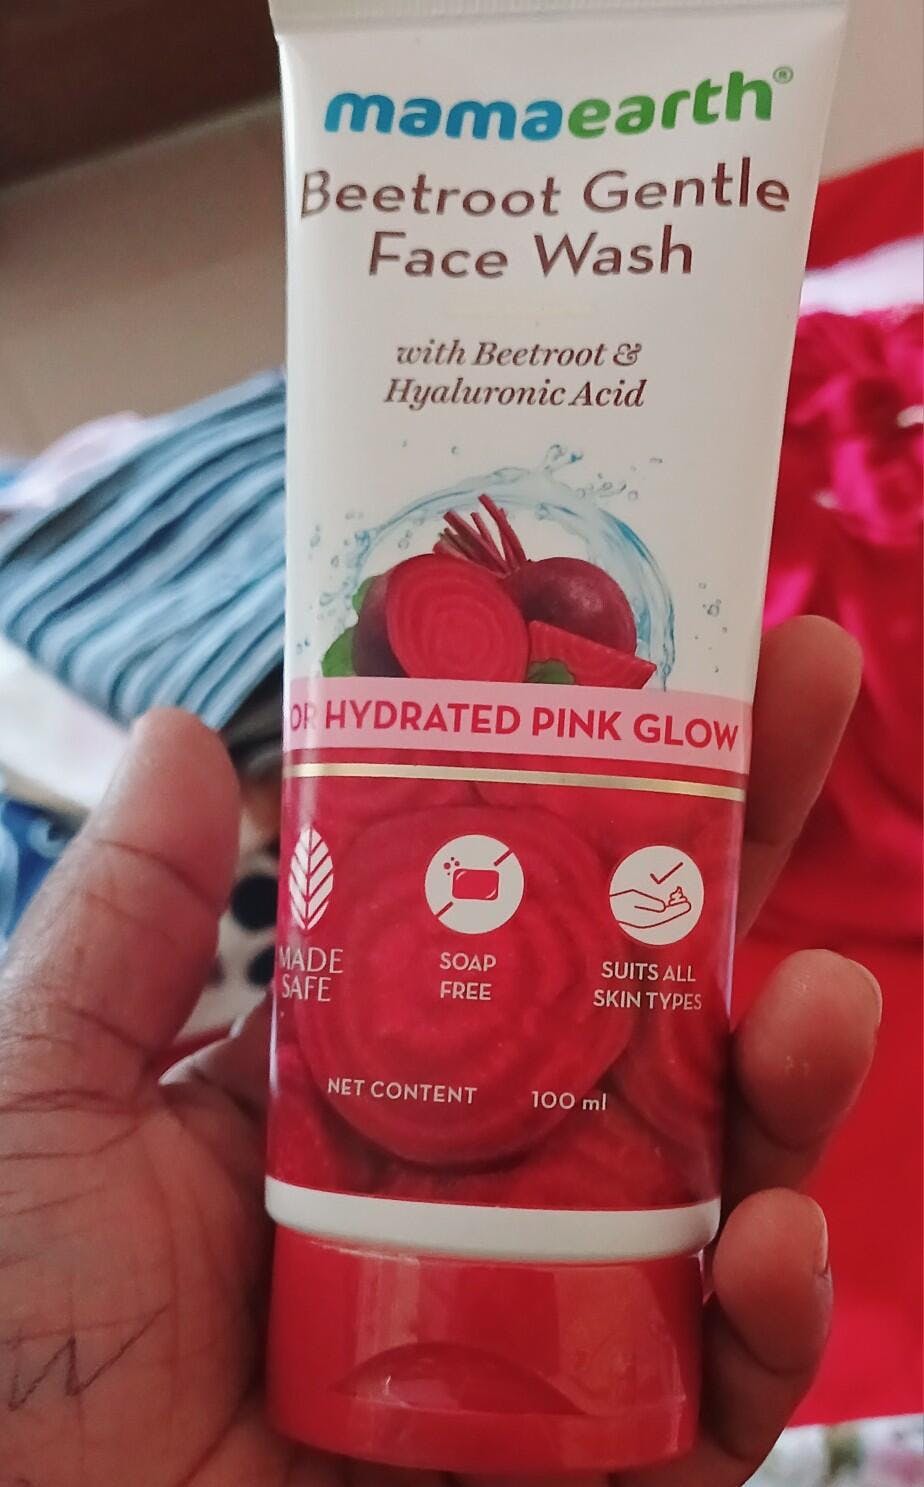 mamaearth®
Beetroot Gentle
Face Wash
with Beetroot &
Hyaluronic Acid
OR HYDRATED PINK GLOW
MADE
SAFE
SOAP
FREE
SUITS ALL
SKIN TYPES
NET CONTENT 100 ml